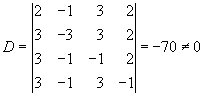 D = | 2 -1 3 2 |
| 3 -3 3 2 |
| 3 -1 -1 2 |
| 3 -1 3 -1 | = -70 ≠ 0